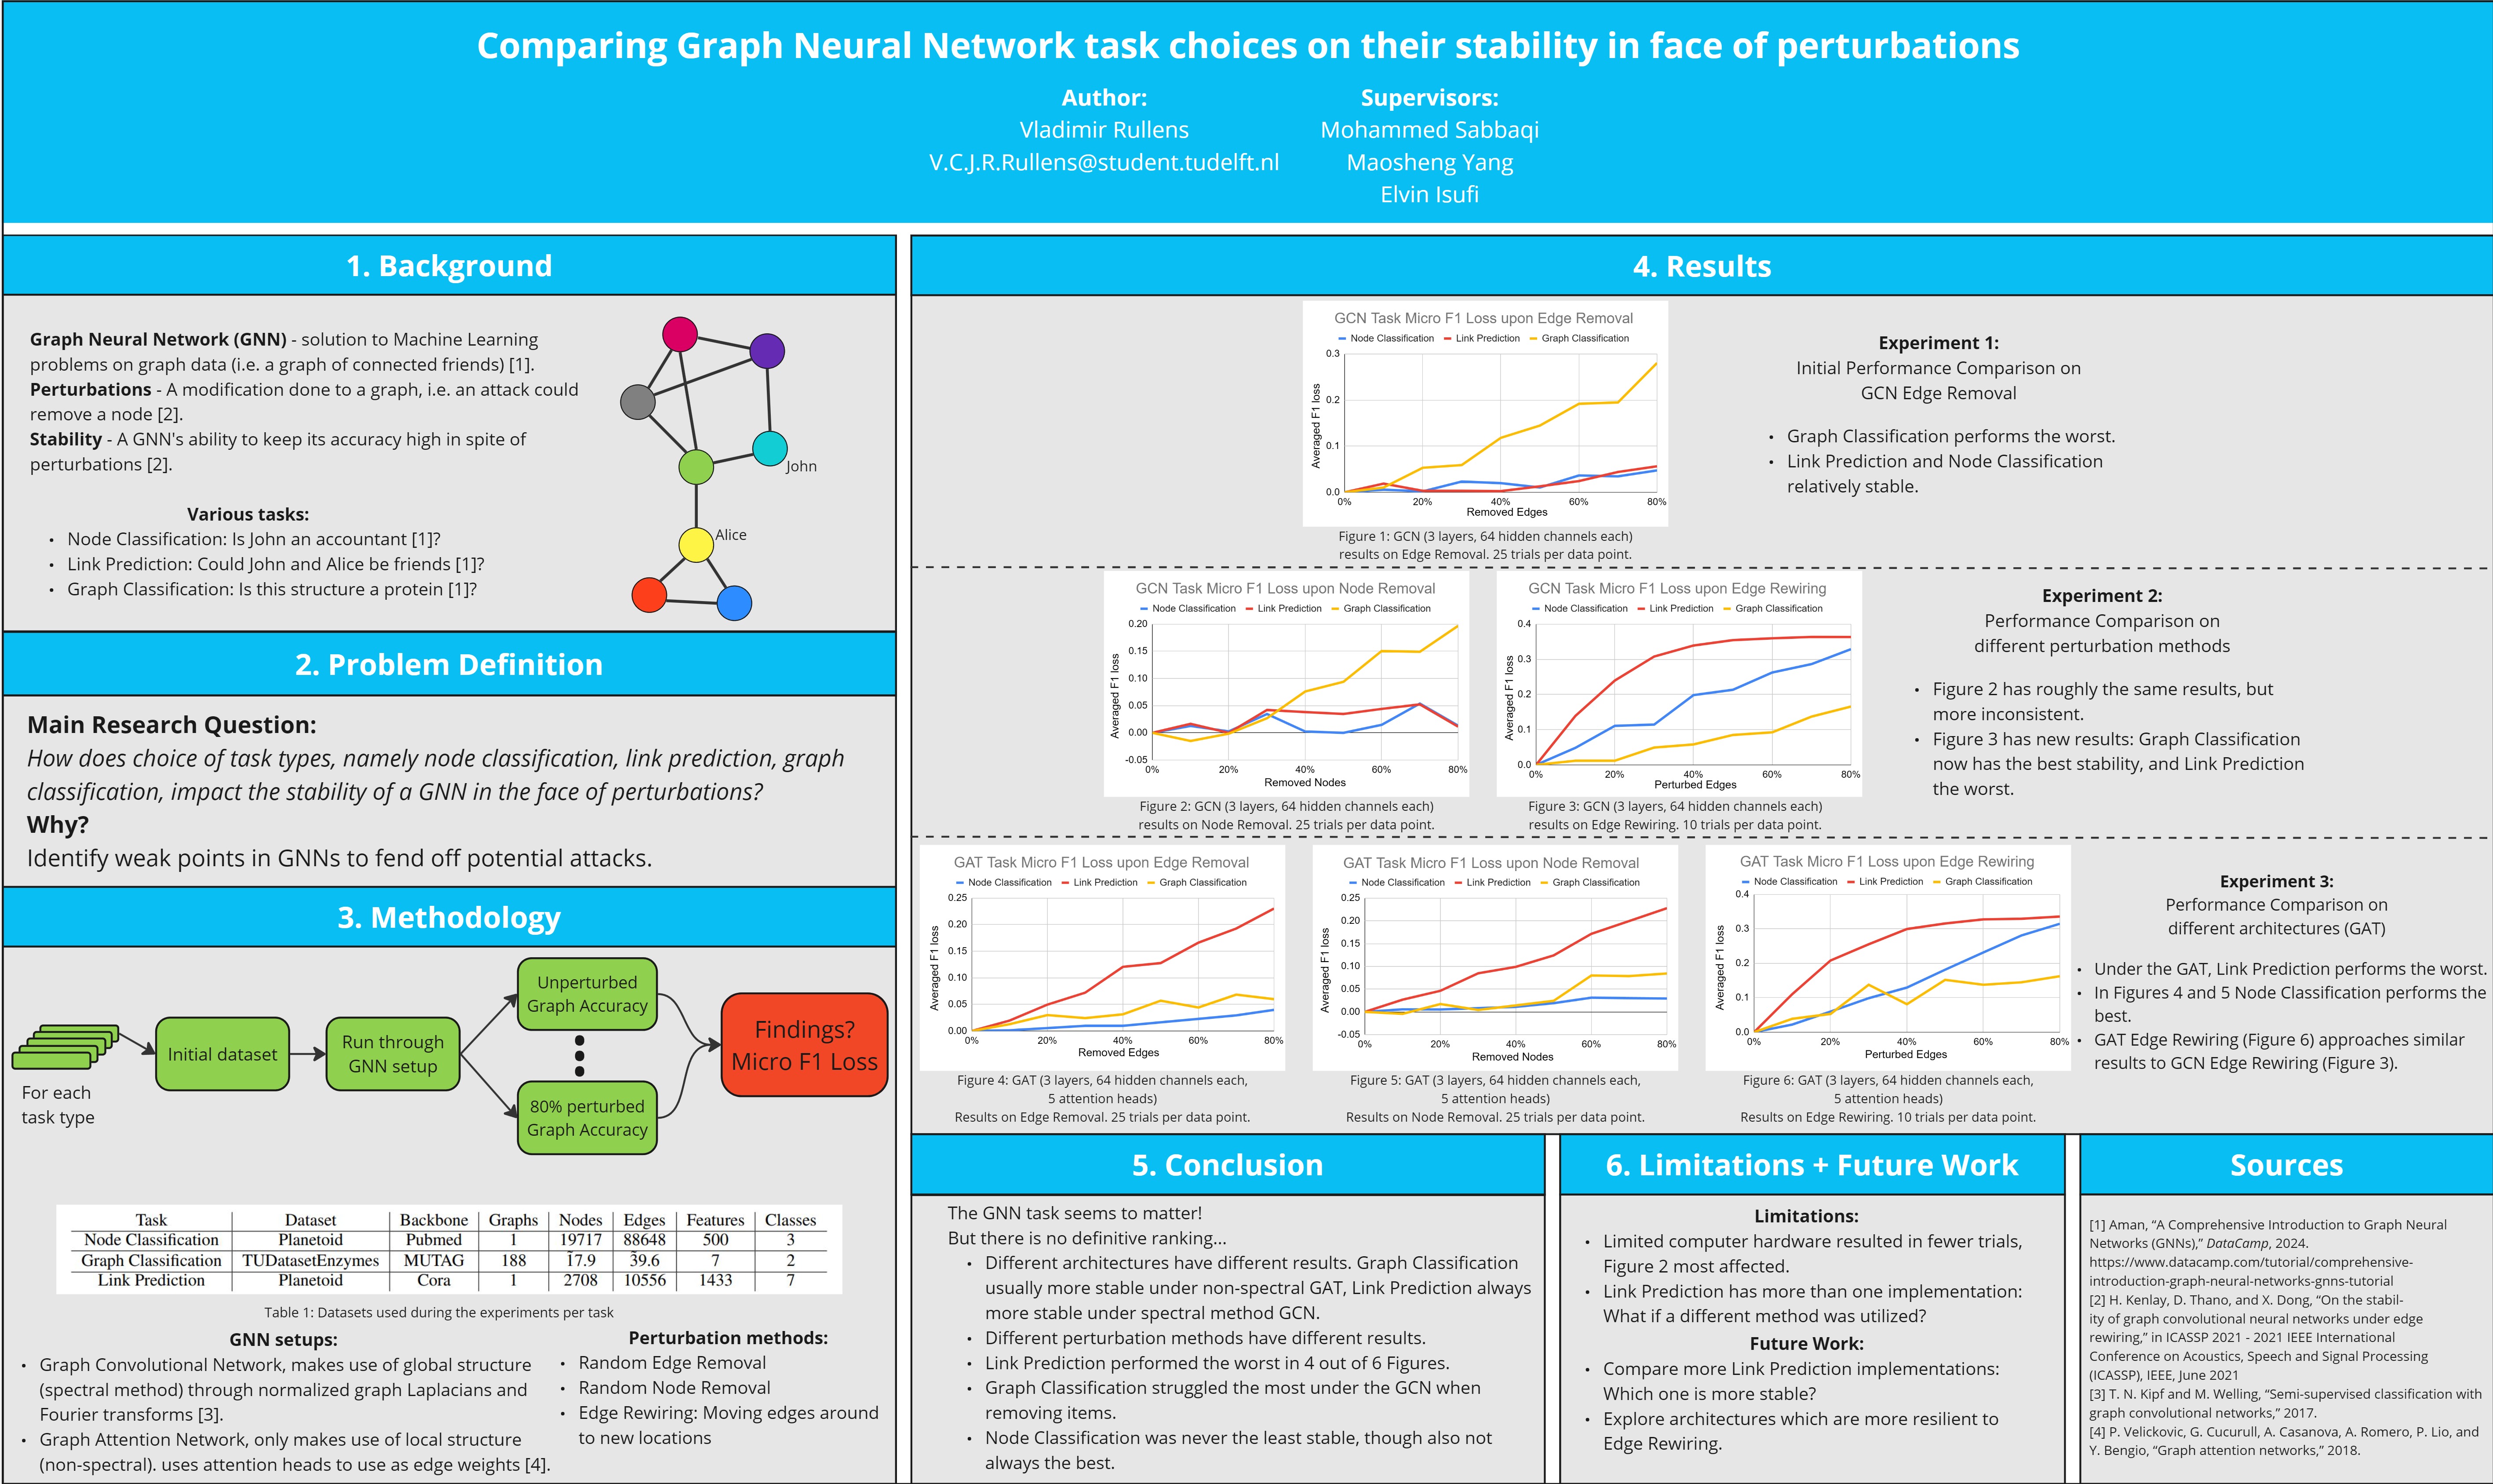 Comparing Graph Neural Network task choices on their stability in face of perturbations
Author:
Vladimir Rullens
V.C.J.R.Rullens@student.tudelft.nl
Supervisors:
Mohammed Sabbaqi
Maosheng Yang
Elvin Isufi
1. Background
Graph Neural Network (GNN) - solution to Machine Learning
problems on graph data (i.e. a graph of connected friends) [1].
Perturbations - A modification done to a graph, i.e. an attack could
remove a node [2].
Stability - A GNN's ability to keep its accuracy high in spite of
perturbations [2].
Various tasks:
• Node Classification: Is John an accountant [1]?
• Link Prediction: Could John and Alice be friends [1]?
• Graph Classification: Is this structure a protein [1]?
John
Alice
2. Problem Definition
Main Research Question:
How does choice of task types, namely node classification, link prediction, graph
classification, impact the stability of a GNN in the face of perturbations?
Why?
Identify weak points in GNNs to fend off potential attacks.
3. Methodology
For each
task type
Initial dataset
Run through
GNN setup
Unperturbed
Graph Accuracy
80% perturbed
Graph Accuracy
Findings?
Micro F1 Loss
Task Dataset Backbone Graphs Nodes Edges Features Classes
Node Classification Planetoid Pubmed 1 19717 88648 500 3
Graph Classification TUDatasetEnzymes MUTAG 188 ~17.9 ~39.6 7 2
Link Prediction Planetoid Cora 1 2708 10556 1433 7
Table 1: Datasets used during the experiments per task
GNN setups:
• Graph Convolutional Network, makes use of global structure
(spectral method) through normalized graph Laplacians and
Fourier transforms [3].
• Graph Attention Network, only makes use of local structure
(non-spectral). uses attention heads to use as edge weights [4].
Perturbation methods:
• Random Edge Removal
• Random Node Removal
• Edge Rewiring: Moving edges around
to new locations
4. Results
GCN Task Micro F1 Loss upon Edge Removal
Node Classification Link Prediction Graph Classification
Averaged F1 loss
0.3
0.2
0.1
0.0
0% 20% 40% 60% 80%
Removed Edges
Figure 1: GCN (3 layers, 64 hidden channels each)
results on Edge Removal. 25 trials per data point.
Experiment 1:
Initial Performance Comparison on
GCN Edge Removal
• Graph Classification performs the worst.
• Link Prediction and Node Classification
relatively stable.
GCN Task Micro F1 Loss upon Node Removal
Node Classification Link Prediction Graph Classification
Averaged F1 loss
0.20
0.15
0.10
0.05
0.00
-0.05
0% 20% 40% 60% 80%
Removed Nodes
Figure 2: GCN (3 layers, 64 hidden channels each)
results on Node Removal. 25 trials per data point.
GCN Task Micro F1 Loss upon Edge Rewiring
Node Classification Link Prediction Graph Classification
Averaged F1 loss
0.4
0.3
0.2
0.1
0.0
0% 20% 40% 60% 80%
Perturbed Edges
Figure 3: GCN (3 layers, 64 hidden channels each)
results on Edge Rewiring. 10 trials per data point.
Experiment 2:
Performance Comparison on
different perturbation methods
• Figure 2 has roughly the same results, but
more inconsistent.
• Figure 3 has new results: Graph Classification
now has the best stability, and Link Prediction
the worst.
GAT Task Micro F1 Loss upon Edge Removal
Node Classification Link Prediction Graph Classification
Averaged F1 loss
0.25
0.20
0.15
0.10
0.05
0.00
0% 20% 40% 60% 80%
Removed Edges
Figure 4: GAT (3 layers, 64 hidden channels each,
5 attention heads)
Results on Edge Removal. 25 trials per data point.
GAT Task Micro F1 Loss upon Node Removal
Node Classification Link Prediction Graph Classification
Averaged F1 loss
0.25
0.20
0.15
0.10
0.05
0.00
-0.05
0% 20% 40% 60% 80%
Removed Nodes
Figure 5: GAT (3 layers, 64 hidden channels each,
5 attention heads)
Results on Node Removal. 25 trials per data point.
GAT Task Micro F1 Loss upon Edge Rewiring
Node Classification Link Prediction Graph Classification
Averaged F1 loss
0.4
0.3
0.2
0.1
0.0
0% 20% 40% 60% 80%
Perturbed Edges
Figure 6: GAT (3 layers, 64 hidden channels each,
5 attention heads)
Results on Edge Rewiring. 10 trials per data point.
Experiment 3:
Performance Comparison on
different architectures (GAT)
• Under the GAT, Link Prediction performs the worst.
• In Figures 4 and 5 Node Classification performs the
best.
• GAT Edge Rewiring (Figure 6) approaches similar
results to GCN Edge Rewiring (Figure 3).
5. Conclusion
The GNN task seems to matter!
But there is no definitive ranking...
• Different architectures have different results. Graph Classification
usually more stable under non-spectral GAT, Link Prediction always
more stable under spectral method GCN.
• Different perturbation methods have different results.
• Link Prediction performed the worst in 4 out of 6 Figures.
• Graph Classification struggled the most under the GCN when
removing items.
• Node Classification was never the least stable, though also not
always the best.
6. Limitations + Future Work
Limitations:
• Limited computer hardware resulted in fewer trials,
Figure 2 most affected.
• Link Prediction has more than one implementation:
What if a different method was utilized?
Future Work:
• Compare more Link Prediction implementations:
Which one is more stable?
• Explore architectures which are more resilient to
Edge Rewiring.
Sources
[1] Aman, “A Comprehensive Introduction to Graph Neural
Networks (GNNs),” DataCamp, 2024.
https://www.datacamp.com/tutorial/comprehensive-
introduction-graph-neural-networks-gnns-tutorial
[2] H. Kenlay, D. Thano, and X. Dong, “On the stabil-
ity of graph convolutional neural networks under edge
rewiring,” in ICASSP 2021 - 2021 IEEE International
Conference on Acoustics, Speech and Signal Processing
(ICASSP), IEEE, June 2021
[3] T. N. Kipf and M. Welling, “Semi-supervised classification with
graph convolutional networks,” 2017.
[4] P. Velickovic, G. Cucurull, A. Casanova, A. Romero, P. Lio, and
Y. Bengio, “Graph attention networks,” 2018.